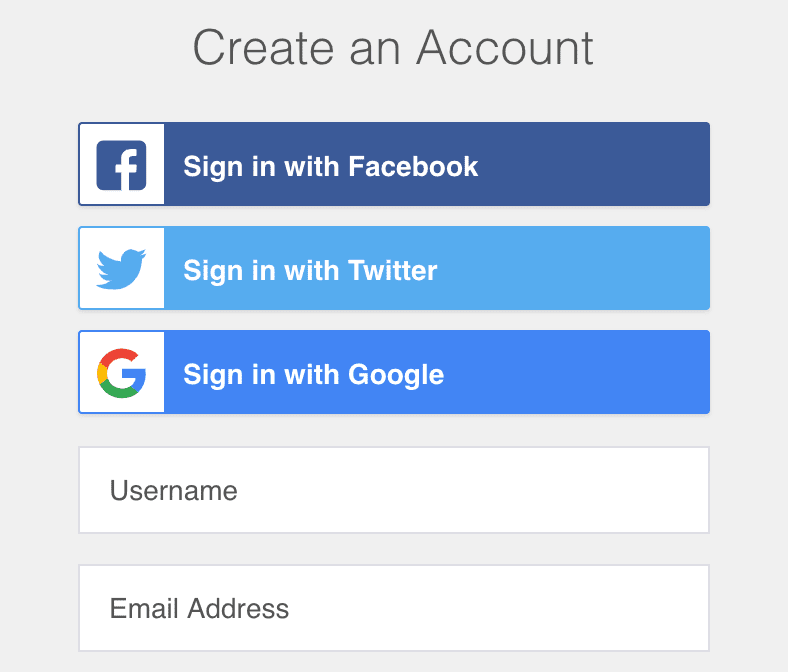 Create an Account
Sign in with Facebook
Sign in with Twitter
Sign in with Google
Username
Email Address